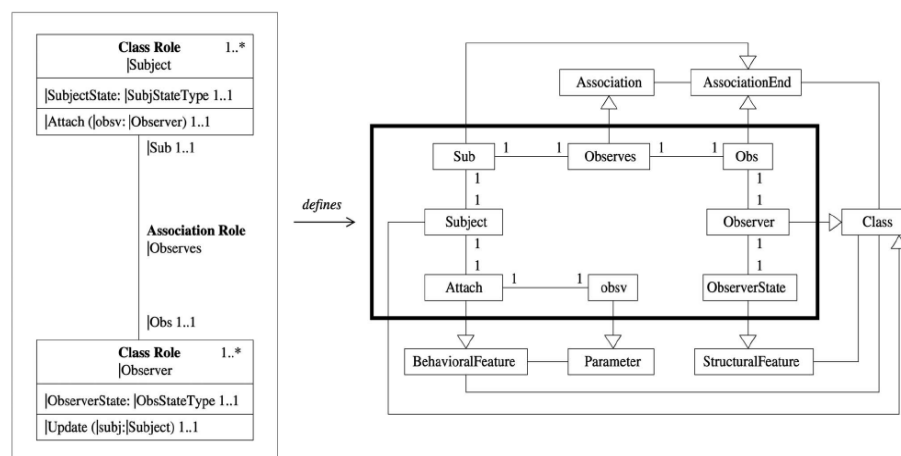 Class Role 1..*
|Subject
|SubjectState: |SubjStateType 1..1
|Attach (|obsv: |Observer) 1..1
|Sub 1..1
Association Role
|Observes
|Obs 1..1
Class Role 1..*
|Observer
|ObserverState: |ObsStateType 1..1
|Update (|subj:|Subject) 1..1
defines
Association AssociationEnd
Sub 1 1 Observes 1 1 Obs
1 1
1 1
Subject Observer Class
1 1
1 1
Attach 1 1 obsv ObserverState
BehavioralFeature Parameter StructuralFeature